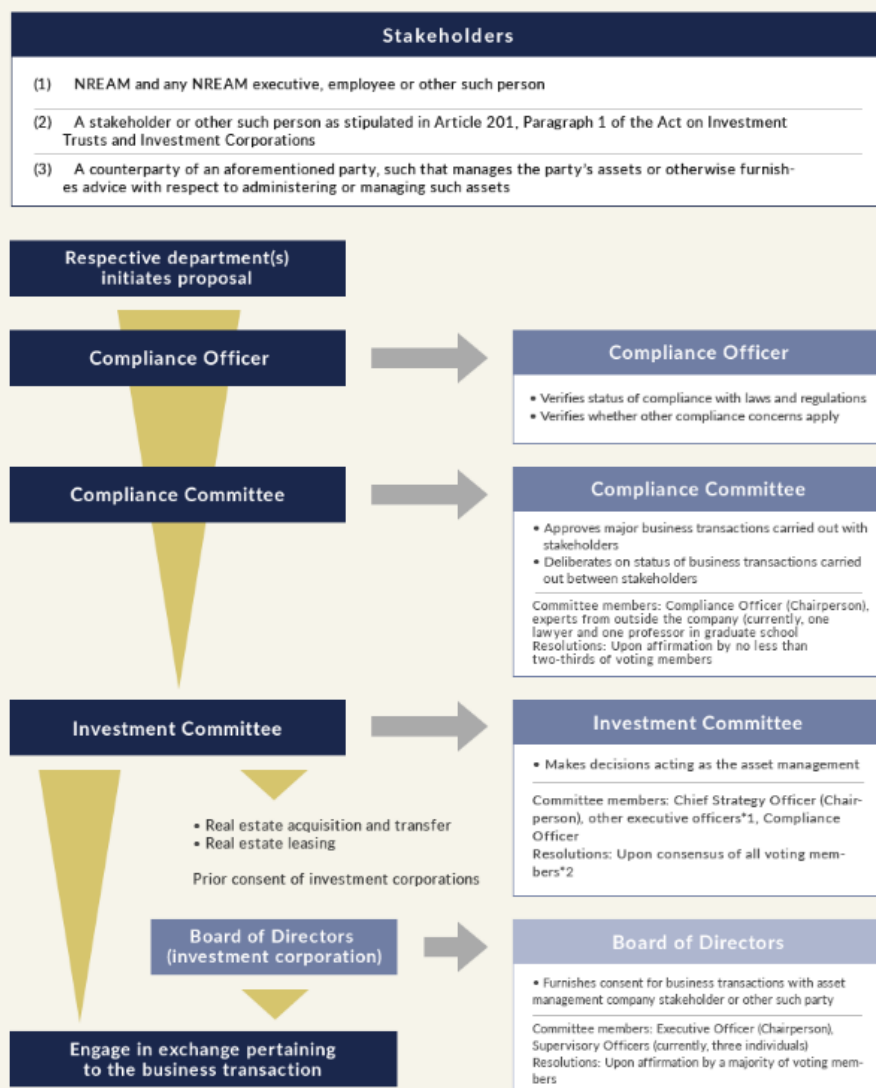 Stakeholders
(1) NREAM and any NREAM executive, employee or other such person
(2) A stakeholder or other such person as stipulated in Article 201, Paragraph 1 of the Act on Investment
Trusts and Investment Corporations
(3) A counterparty of an aforementioned party, such that manages the party's assets or otherwise furnish-
es advice with respect to administering or managing such assets
Respective department(s)
initiates proposal
Compliance Officer
Compliance Officer
• Verifies status of compliance with laws and regulations
• Verifies whether other compliance concerns apply
Compliance Committee
Compliance Committee
• Approves major business transactions carried out with
stakeholders
• Deliberates on status of business transactions carried
out between stakeholders
Committee members: Compliance Officer (Chairperson),
experts from outside the company (currently, one
lawyer and one professor in graduate school
Resolutions: Upon affirmation by no less than
two-thirds of voting members
Investment Committee
Investment Committee
• Makes decisions acting as the asset management
Committee members: Chief Strategy Officer (Chair-
person), other executive officers*1, Compliance
Officer
Resolutions: Upon consensus of all voting mem-
bers*2
• Real estate acquisition and transfer
• Real estate leasing
Prior consent of investment corporations
Board of Directors
(investment corporation)
Board of Directors
• Furnishes consent for business transactions with asset
management company stakeholder or other such party
Committee members: Executive Officer (Chairperson),
Supervisory Officers (currently, three individuals)
Resolutions: Upon affirmation by a majority of voting mem-
bers
Engage in exchange pertaining
to the business transaction